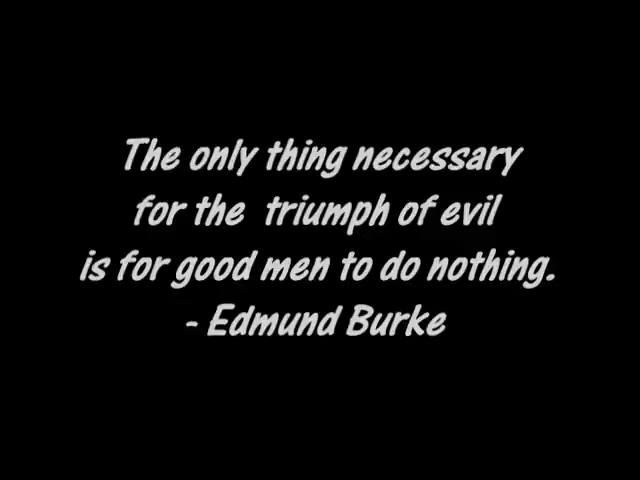 The only thing necessary
for the triumph of evil
is for good men to do nothing.
- Edmund Burke